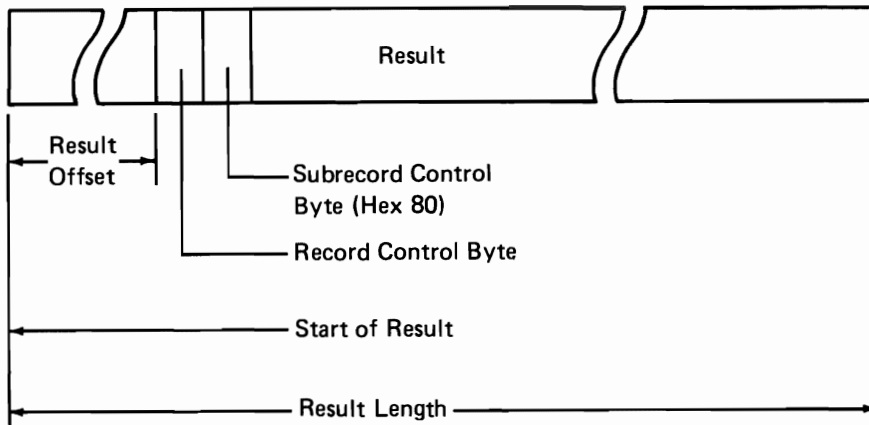 Result
Result
Offset
Subrecord Control
Byte (Hex 80)
Record Control Byte
Start of Result
Result Length